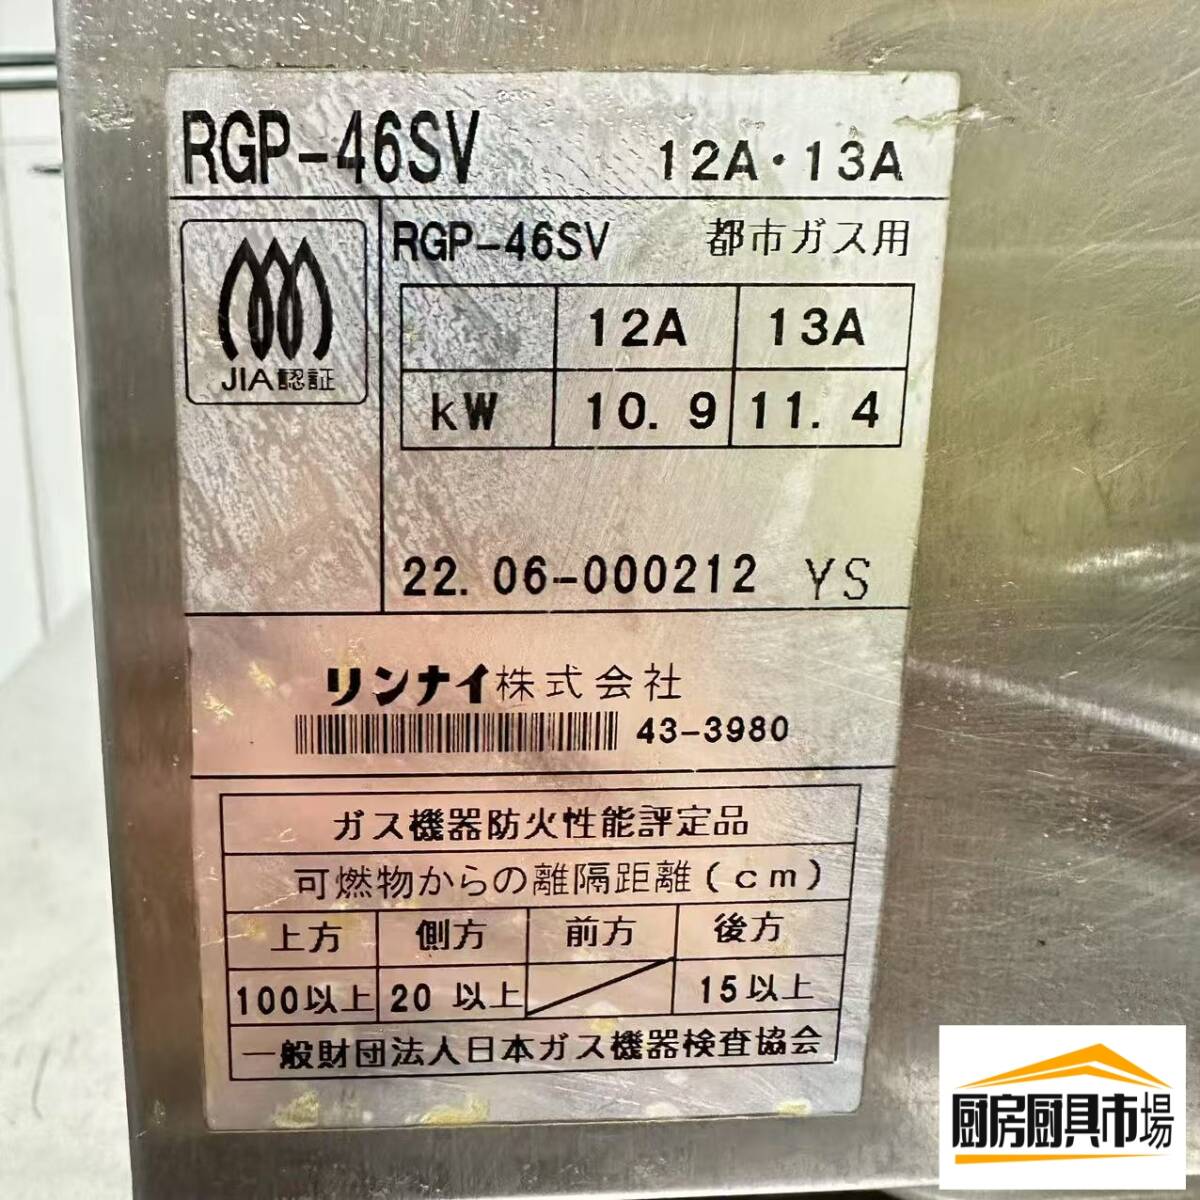 RGP-46SV 12A・13A
JIA認証
RGP-46SV 都市ガス用
12A 13A
kW 10.9 11.4
22.06-000212 YS
リンナイ株式会社
43-3980
ガス機器防火性能評定品
可燃物からの離隔距離(cm)
上方 側方 前方 後方
100以上 20 以上 15以上
一般財団法人日本ガス機器検査協会
厨房厨具市場